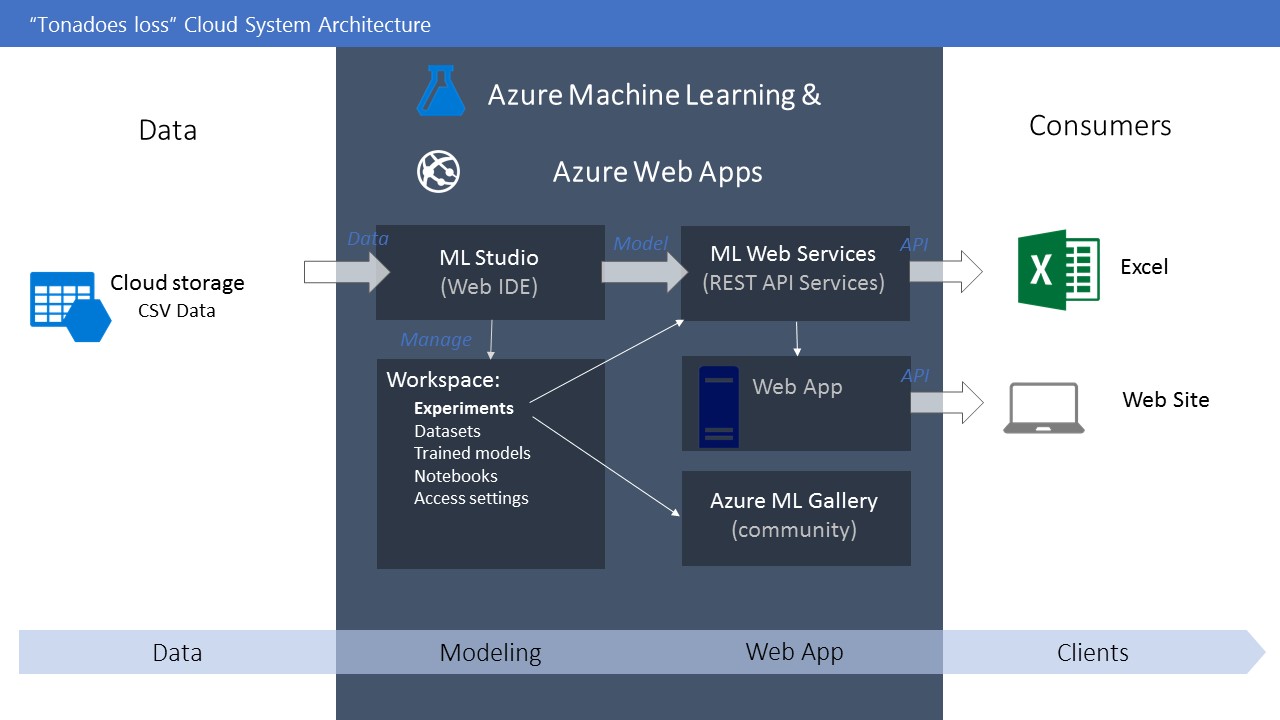 “Tonadoes loss“ Cloud System Architecture
Data
Azure Machine Learning &
Azure Web Apps
Consumers
Cloud storage
CSV Data
Data
ML Studio
(Web IDE)
Model
ML Web Services
(REST API Services)
API
X
Excel
Manage
Workspace:
Experiments
Datasets
Trained models
Notebooks
Access settings
Web App
API
Web Site
Azure ML Gallery
(community)
Data
Modeling
Web App
Clients